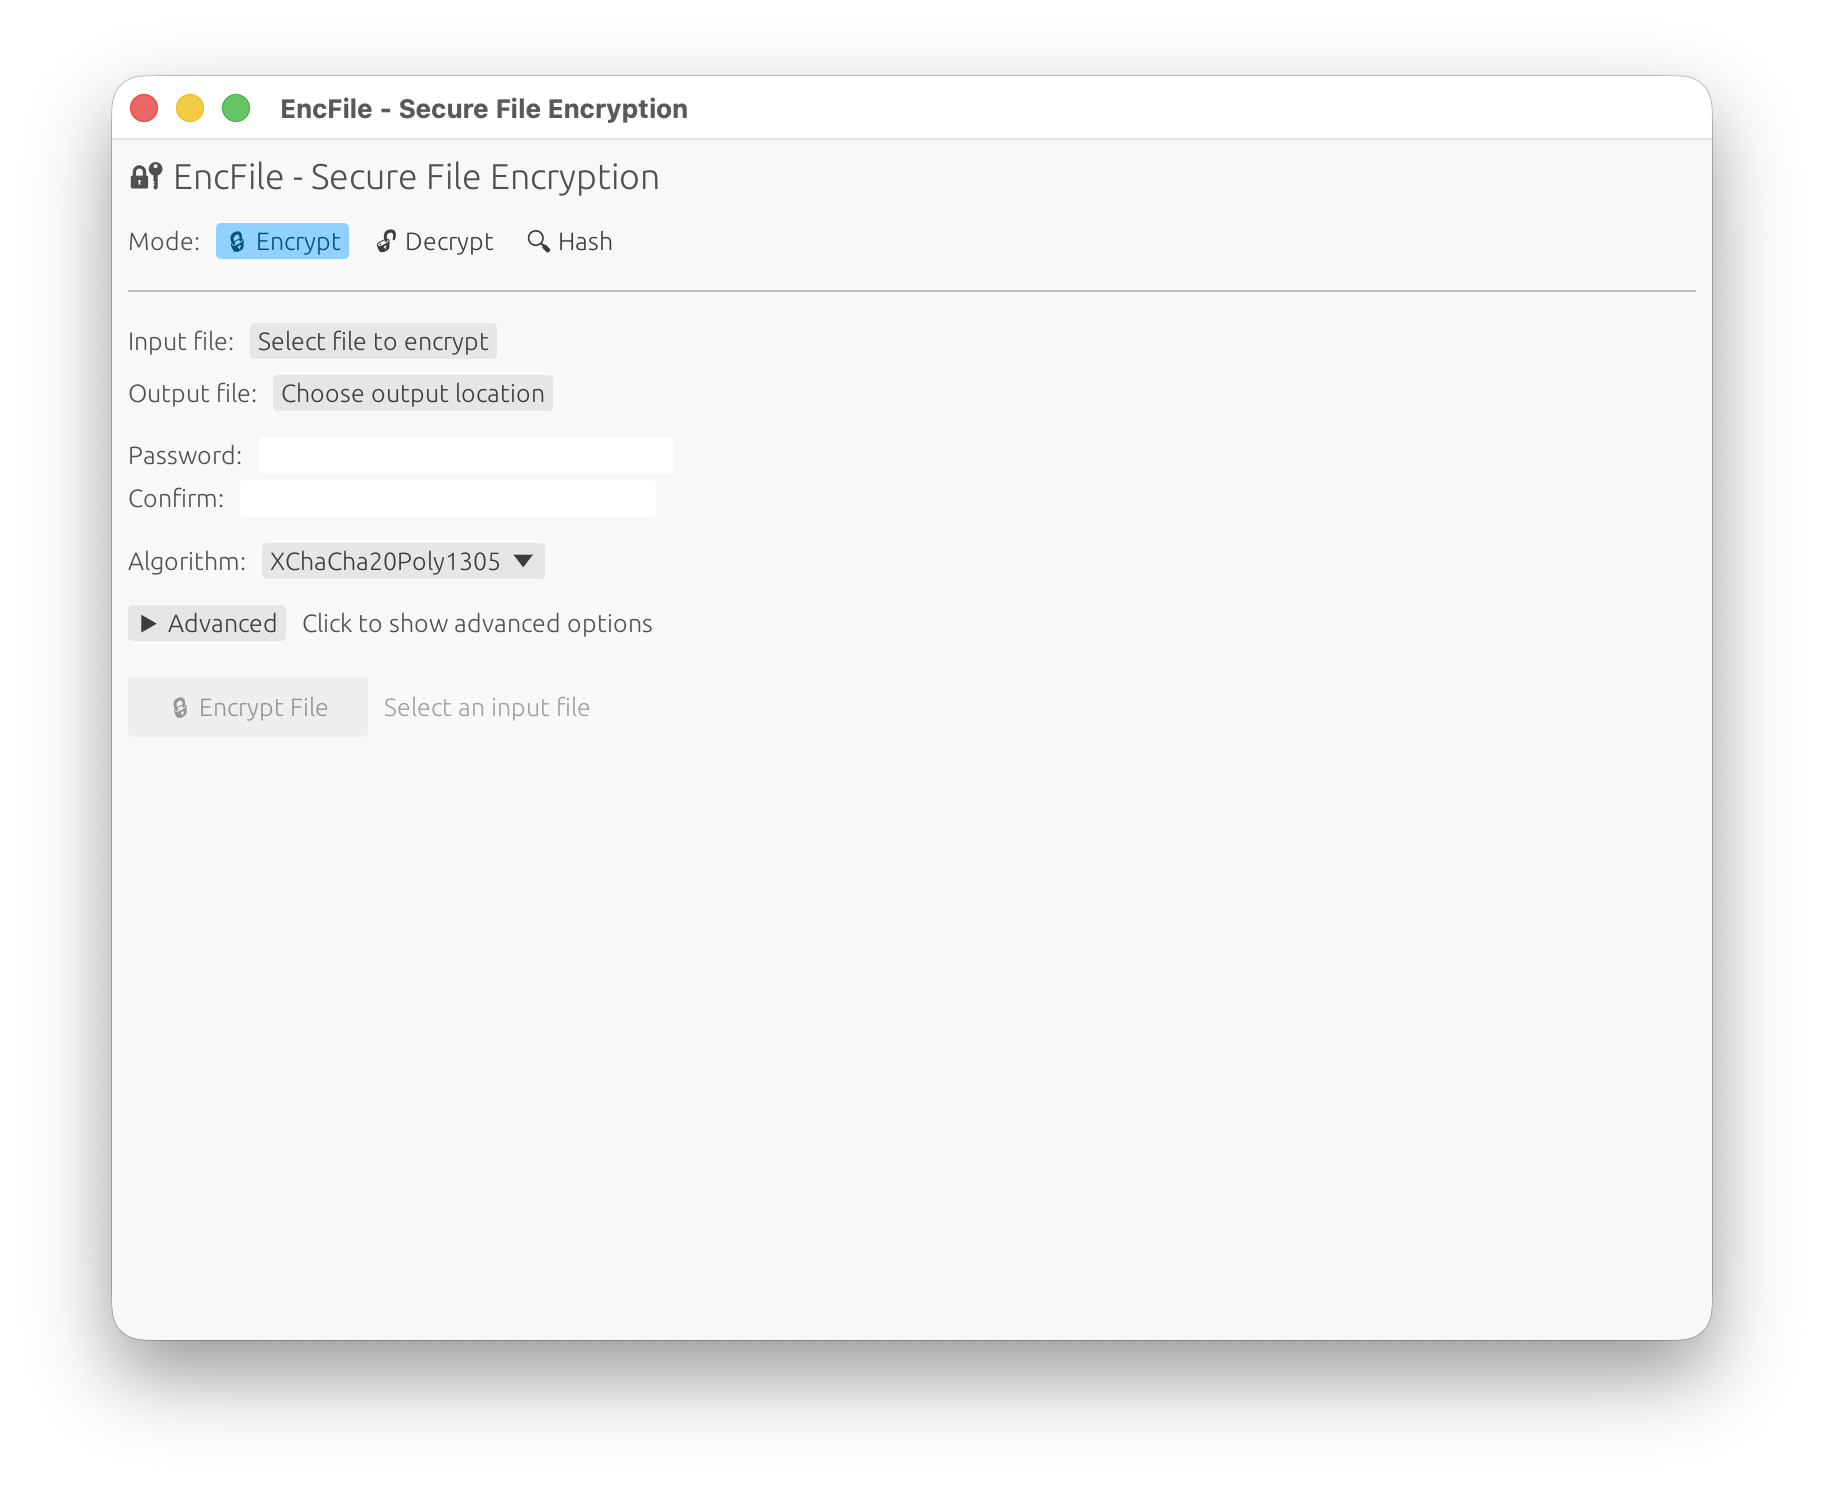 EncFile - Secure File Encryption
🔐 EncFile - Secure File Encryption
Mode: 🔒 Encrypt 🔓 Decrypt 🔍 Hash
Input file: Select file to encrypt
Output file: Choose output location
Password:
Confirm:
Algorithm: XChaCha20Poly1305 ▼
▶ Advanced Click to show advanced options
🔒 Encrypt File Select an input file